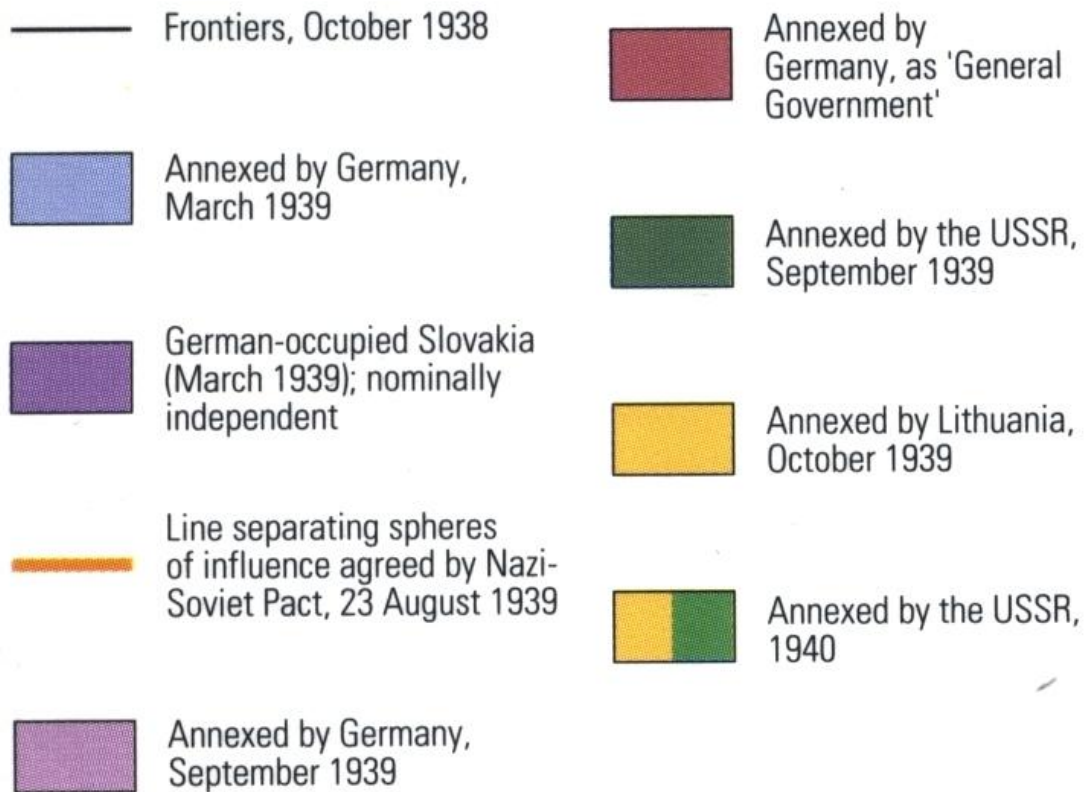 Frontiers, October 1938
Annexed by Germany,
March 1939
German-occupied Slovakia
(March 1939); nominally
independent
Line separating spheres
of influence agreed by Nazi-
Soviet Pact, 23 August 1939
Annexed by Germany,
September 1939
Annexed by
Germany, as 'General
Government'
Annexed by the USSR,
September 1939
Annexed by Lithuania,
October 1939
Annexed by the USSR,
1940